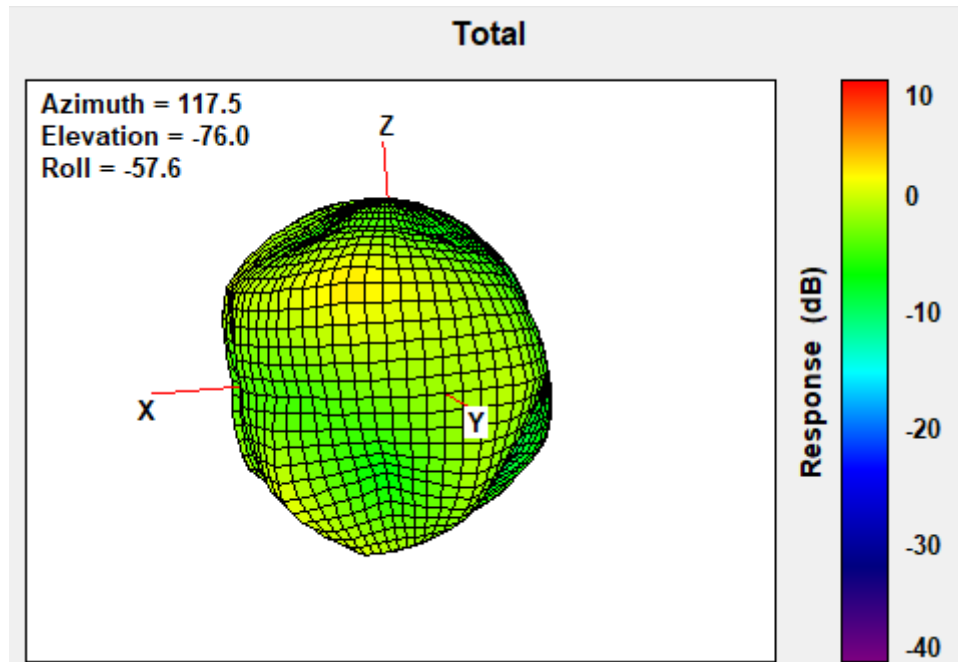 Total
Azimuth = 117.5
Elevation = -76.0
Roll = -57.6
Z
X
Y
Response (dB)
10
0
-10
-20
-30
-40